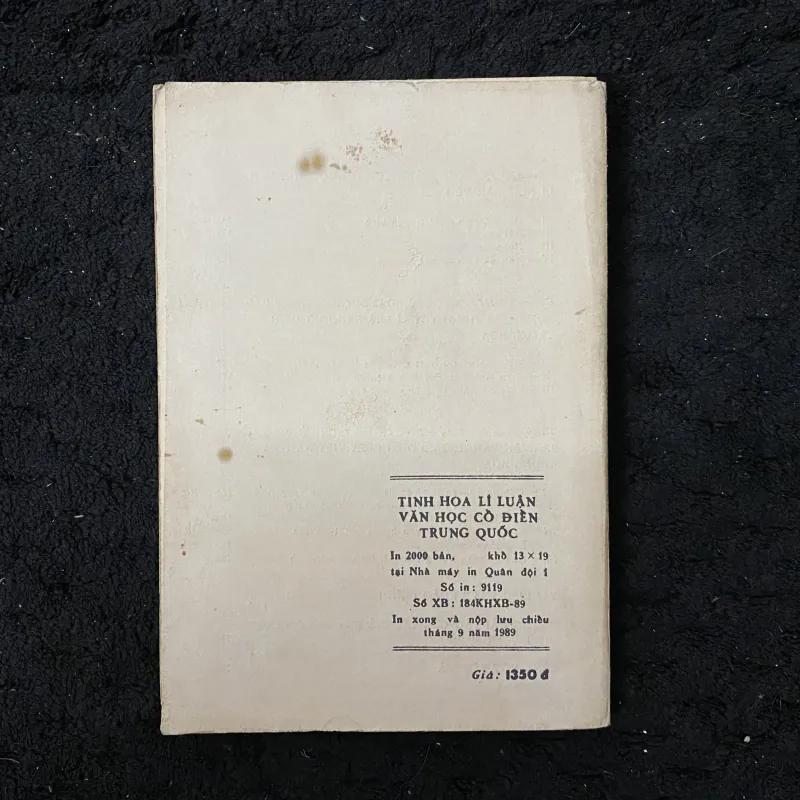 TINH HOA LÍ LUẬN
VĂN HỌC CỔ ĐIỂN
TRUNG QUỐC
In 2000 bản, khổ 13 × 19
tại Nhà máy in Quân đội 1
Số in : 9119
Số XB : 184KHXB-89
In xong và nộp lưu chiểu
tháng 9 năm 1989
Giá : 1350 đ